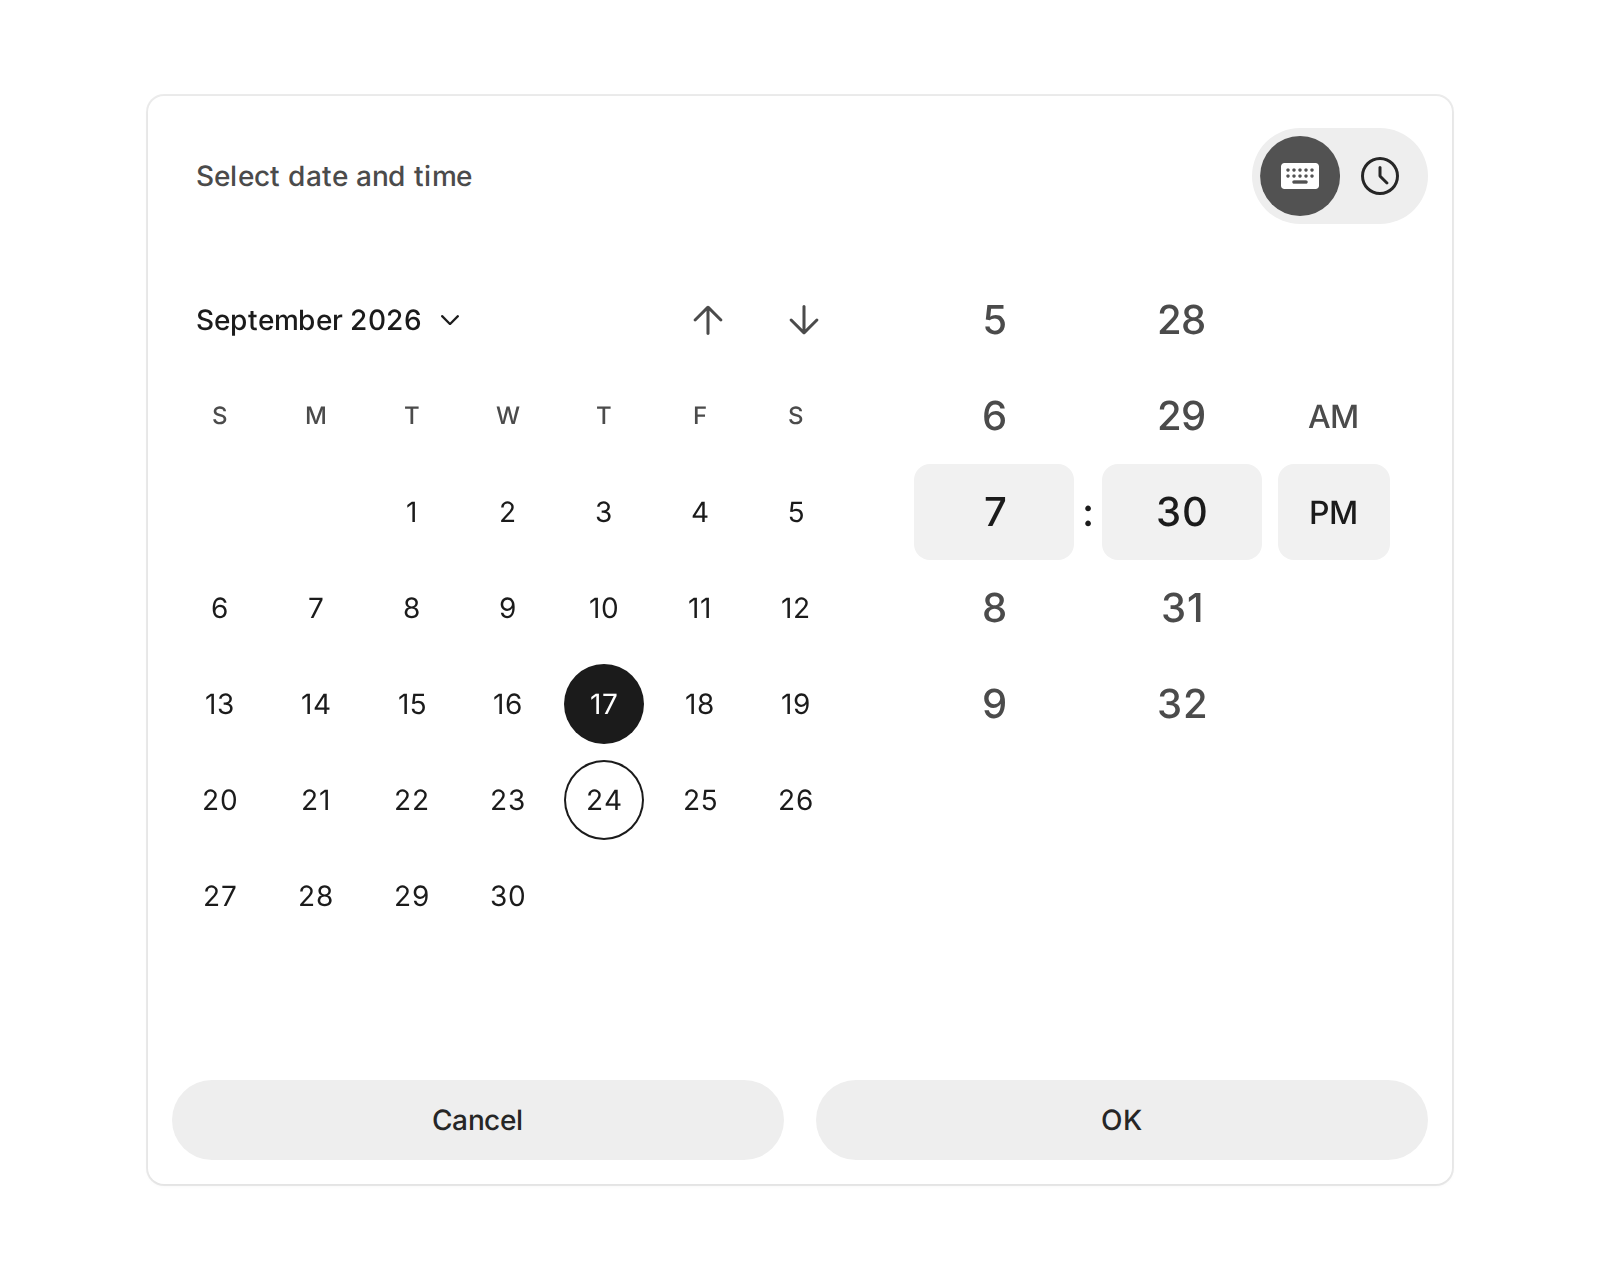 Select date and time
September 2026
S M T W T F S
1 2 3 4 5
6 7 8 9 10 11 12
13 14 15 16 17 18 19
20 21 22 23 24 25 26
27 28 29 30
5 28
6 29 AM
7 : 30 PM
8 31
9 32
Cancel OK